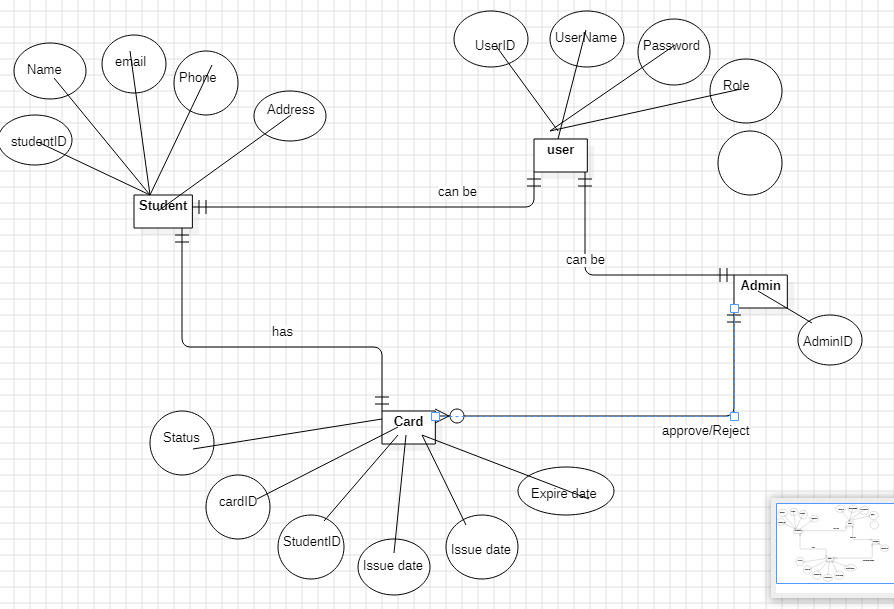 UserID
UserName
Password
Role
Name
email
Phone
Address
studentID
user
Student
can be
can be
Admin
AdminID
has
Card
approve/Reject
Status
cardID
StudentID
Issue date
Issue date
Expire date